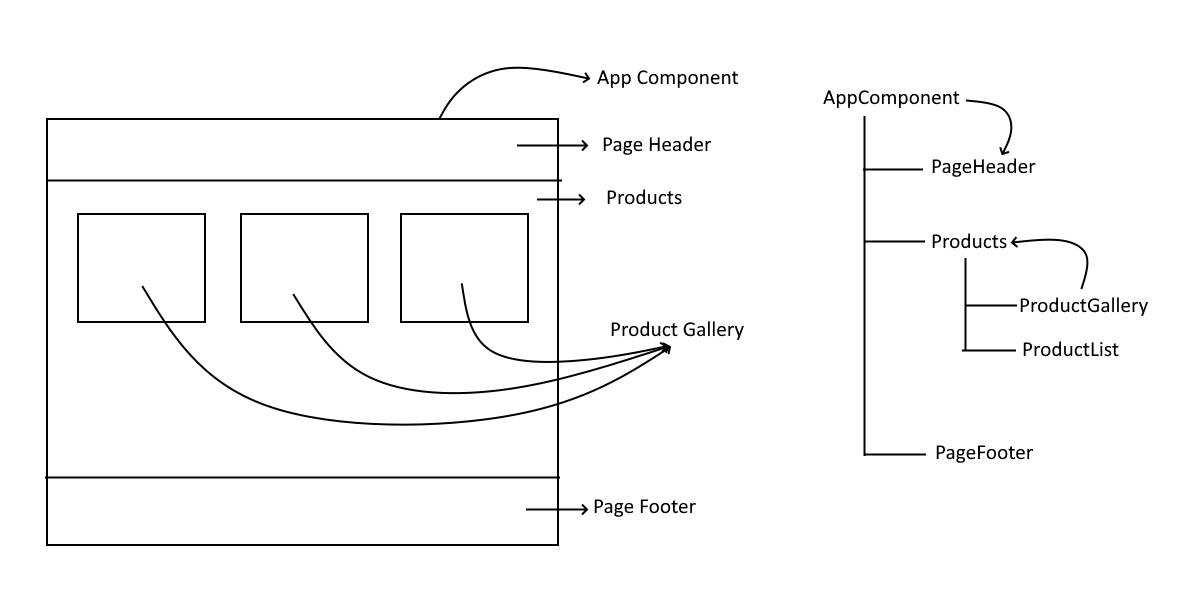 App Component
Page Header
Products
Product Gallery
Page Footer
AppComponent
PageHeader
Products
ProductGallery
ProductList
PageFooter